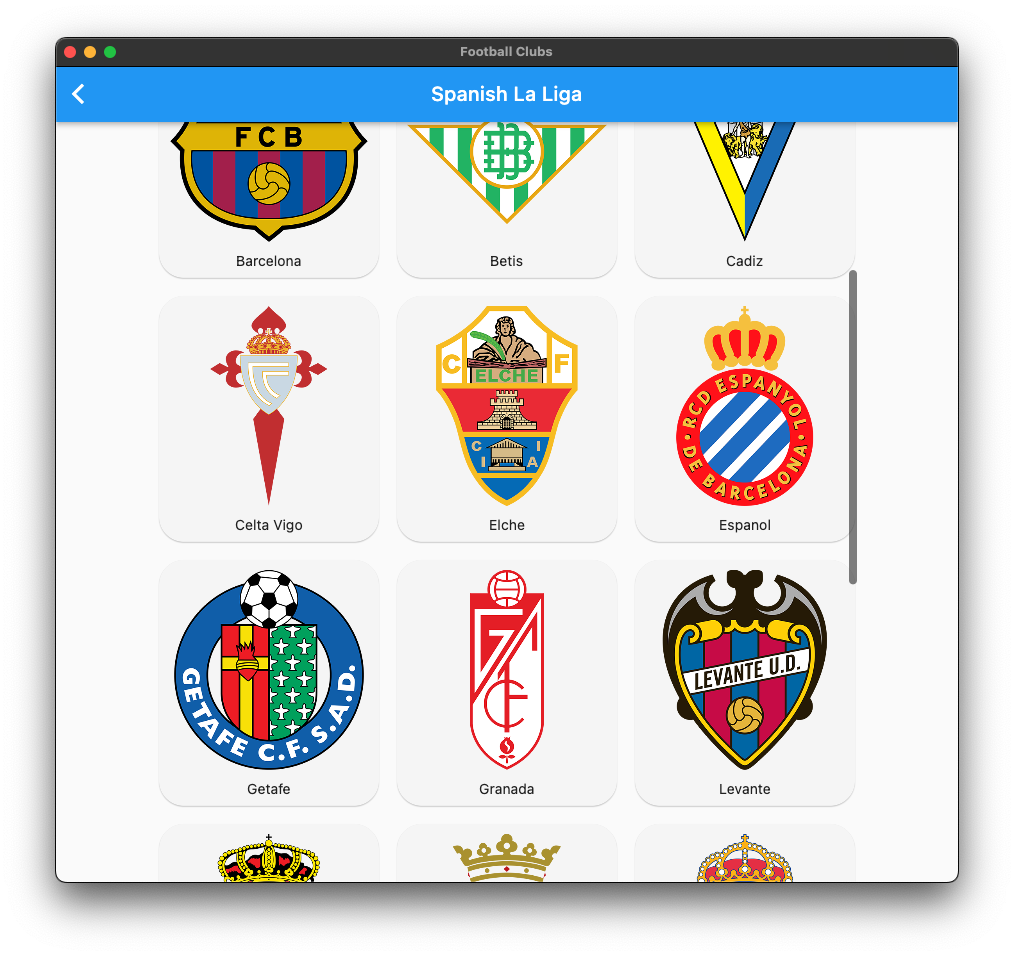 Football Clubs
Spanish La Liga
FCB
Barcelona
Betis
Cadiz
C F
ELCHE
C I
I A
RCD ESPANYOL
DE BARCELONA
Celta Vigo
Elche
Espanol
GETAFE C.F. S.A.D.
LEVANTE U.D.
Getafe
Granada
Levante